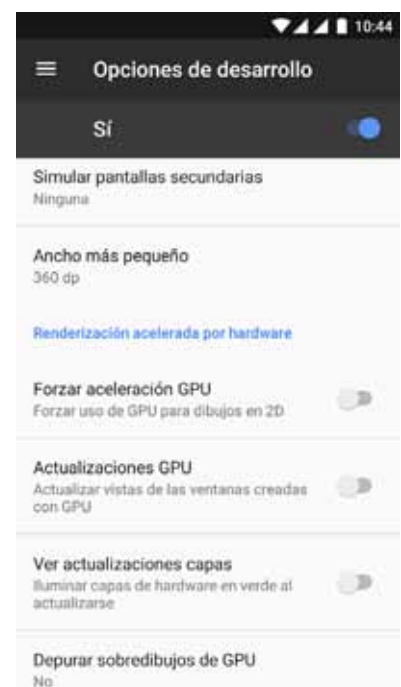 10:44
Opciones de desarrollo
Sí
Simular pantallas secundarias
Ninguna
Ancho más pequeño
360 dp
Renderización acelerada por hardware
Forzar aceleración GPU
Forzar uso de GPU para dibujos en 2D
Actualizaciones GPU
Actualizar vistas de las ventanas creadas
con GPU
Ver actualizaciones capas
Iluminar capas de hardware en verde al
actualizarse
Depurar sobredibujos de GPU
No